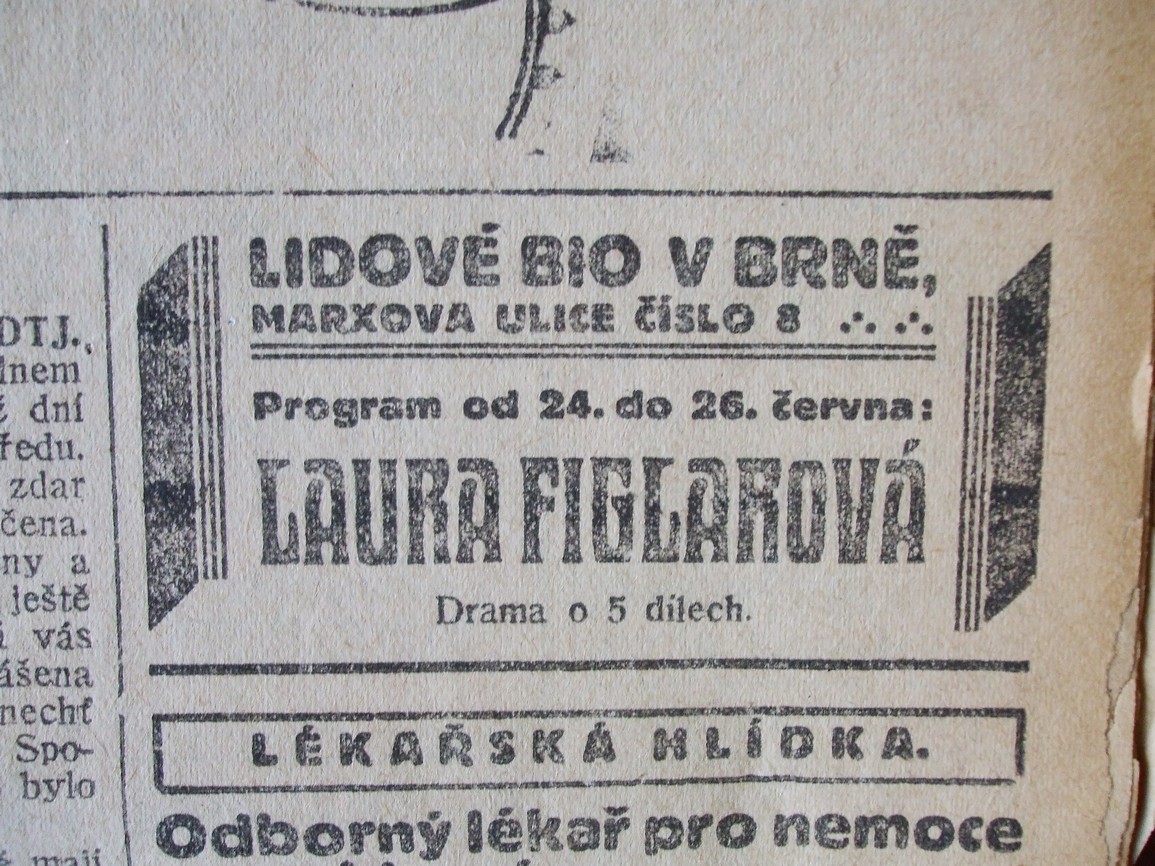 DTJ.,
dní
ředu.
zdar
čena.
ny a
ještě
vás
ášena
nechť
Spo-
bylo
mají
LIDOVÉ BIO V BRNĚ,
MARXOVA ULICE ČÍSLO 8
Program od 24. do 26. června:
LAURA FIGLAROVÁ
Drama o 5 dílech.
LÉKAŘSKÁ HLÍDKA.
Odborný lékař pro nemoce